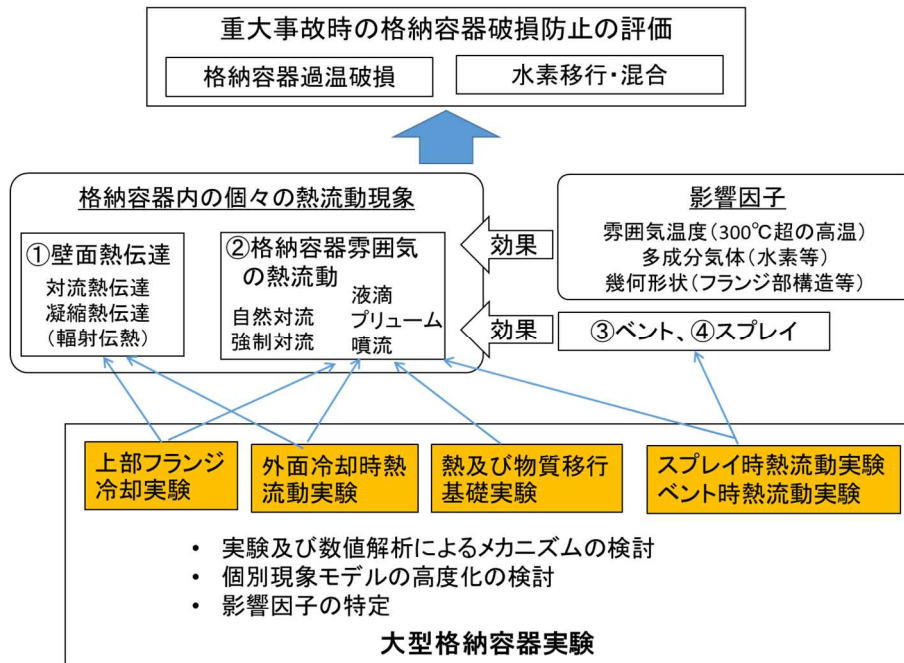 重大事故時の格納容器破損防止の評価
格納容器過温破損
水素移行・混合
格納容器内の個々の熱流動現象
①壁面熱伝達
対流熱伝達
凝縮熱伝達
(輻射伝熱)
②格納容器雰囲気
の熱流動
自然対流
強制対流
液滴
プリューム
噴流
効果
効果
影響因子
雰囲気温度(300℃超の高温)
多成分気体(水素等)
幾何形状(フランジ部構造等)
③ベント、④スプレイ
上部フランジ
冷却実験
外面冷却時熱
流動実験
熱及び物質移行
基礎実験
スプレイ時熱流動実験
ベント時熱流動実験
• 実験及び数値解析によるメカニズムの検討
• 個別現象モデルの高度化の検討
• 影響因子の特定
大型格納容器実験